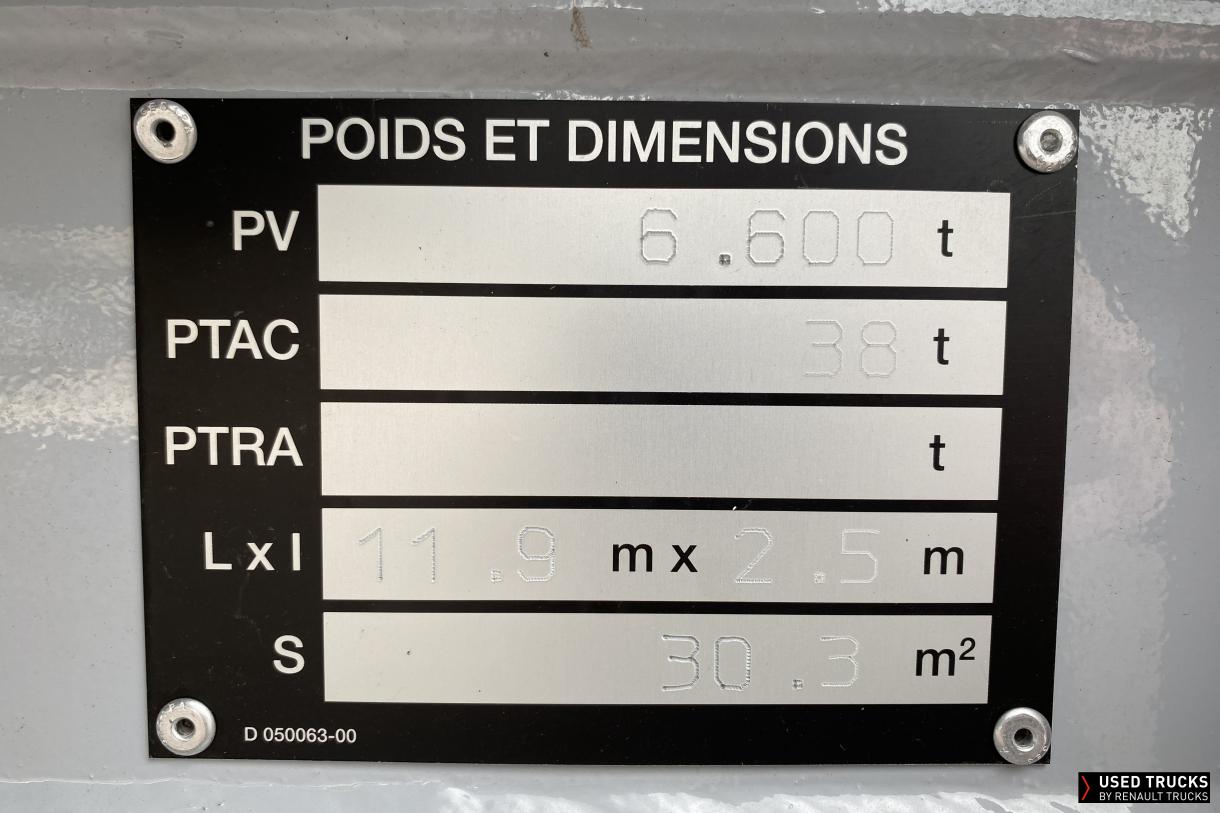 POIDS ET DIMENSIONS
PV 6.600 t
PTAC 38 t
PTRA t
L x l 11.9 m x 2.5 m
S 30.3 m²
D 050063-00
USED TRUCKS
BY RENAULT TRUCKS